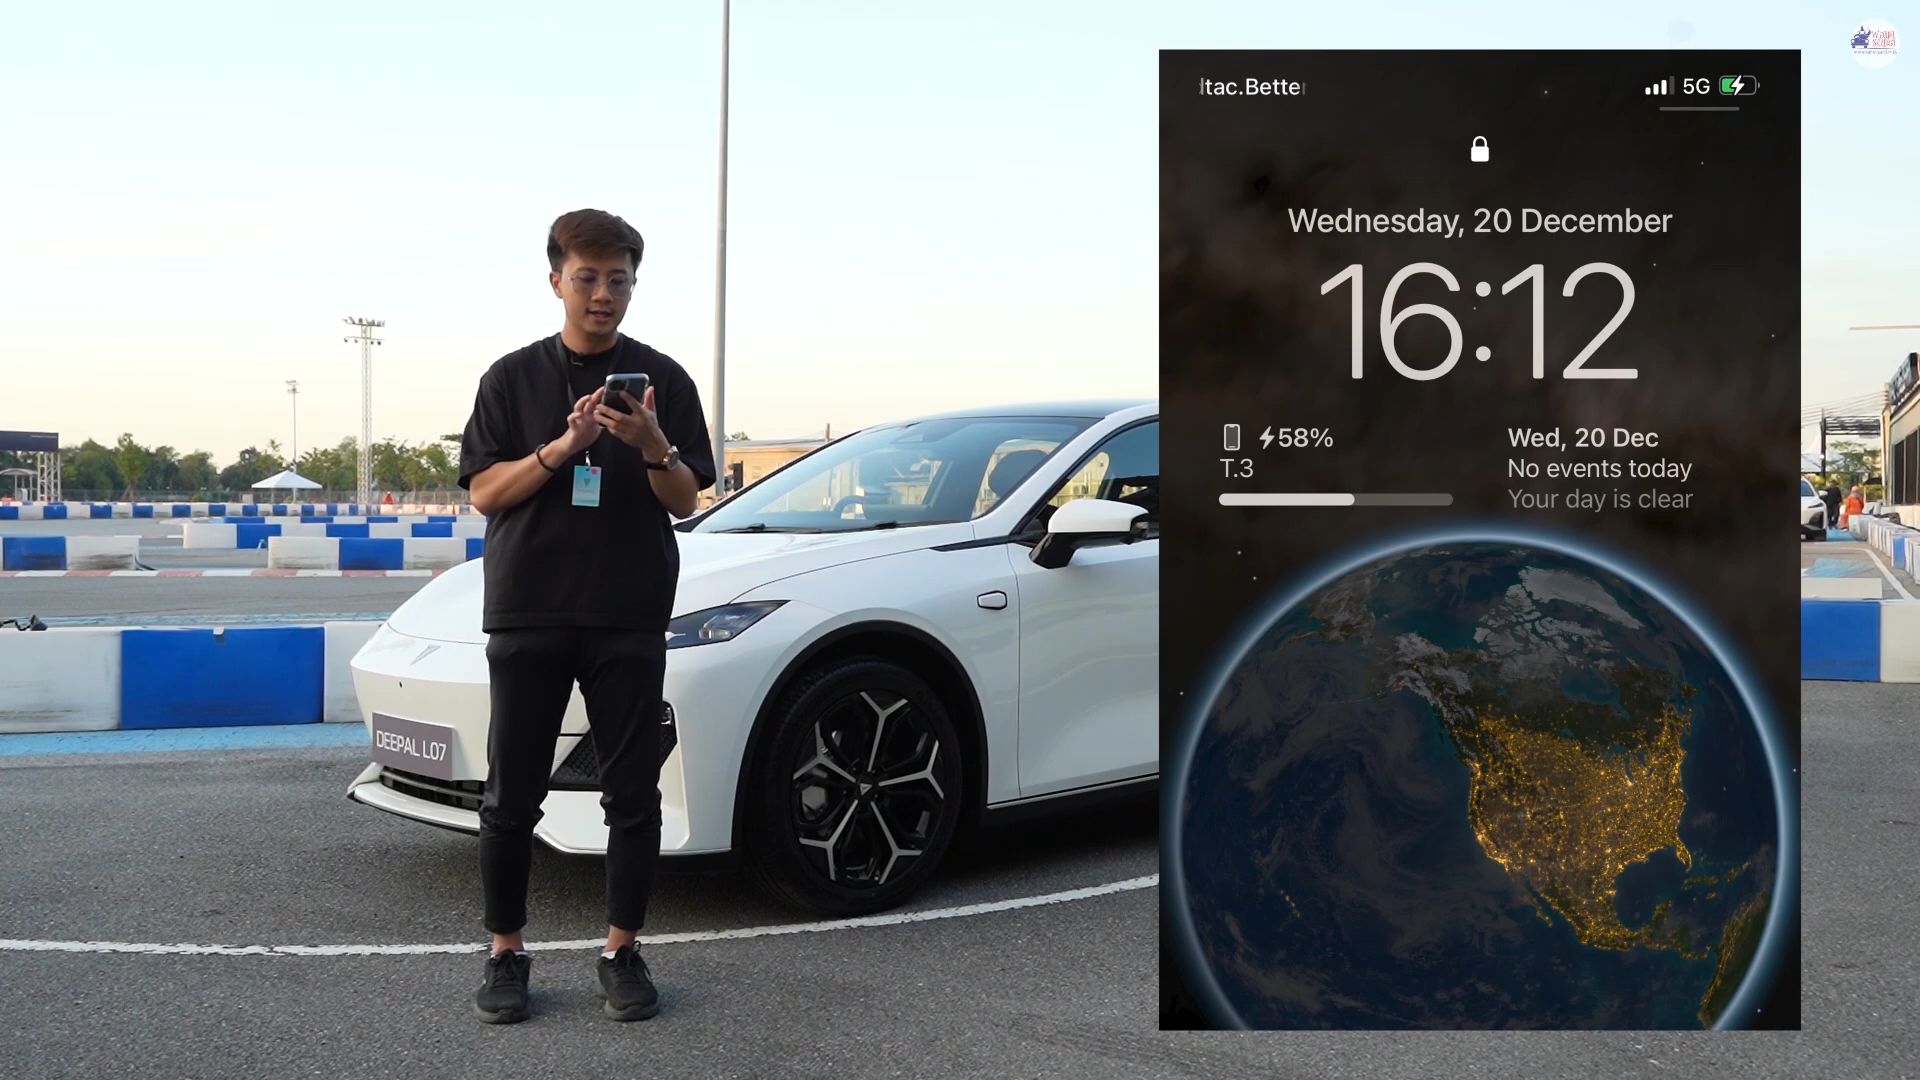 ltac.Better
5G
Wednesday, 20 December
16:12
58%
T.3
Wed, 20 Dec
No events today
Your day is clear
DEEPAL L07